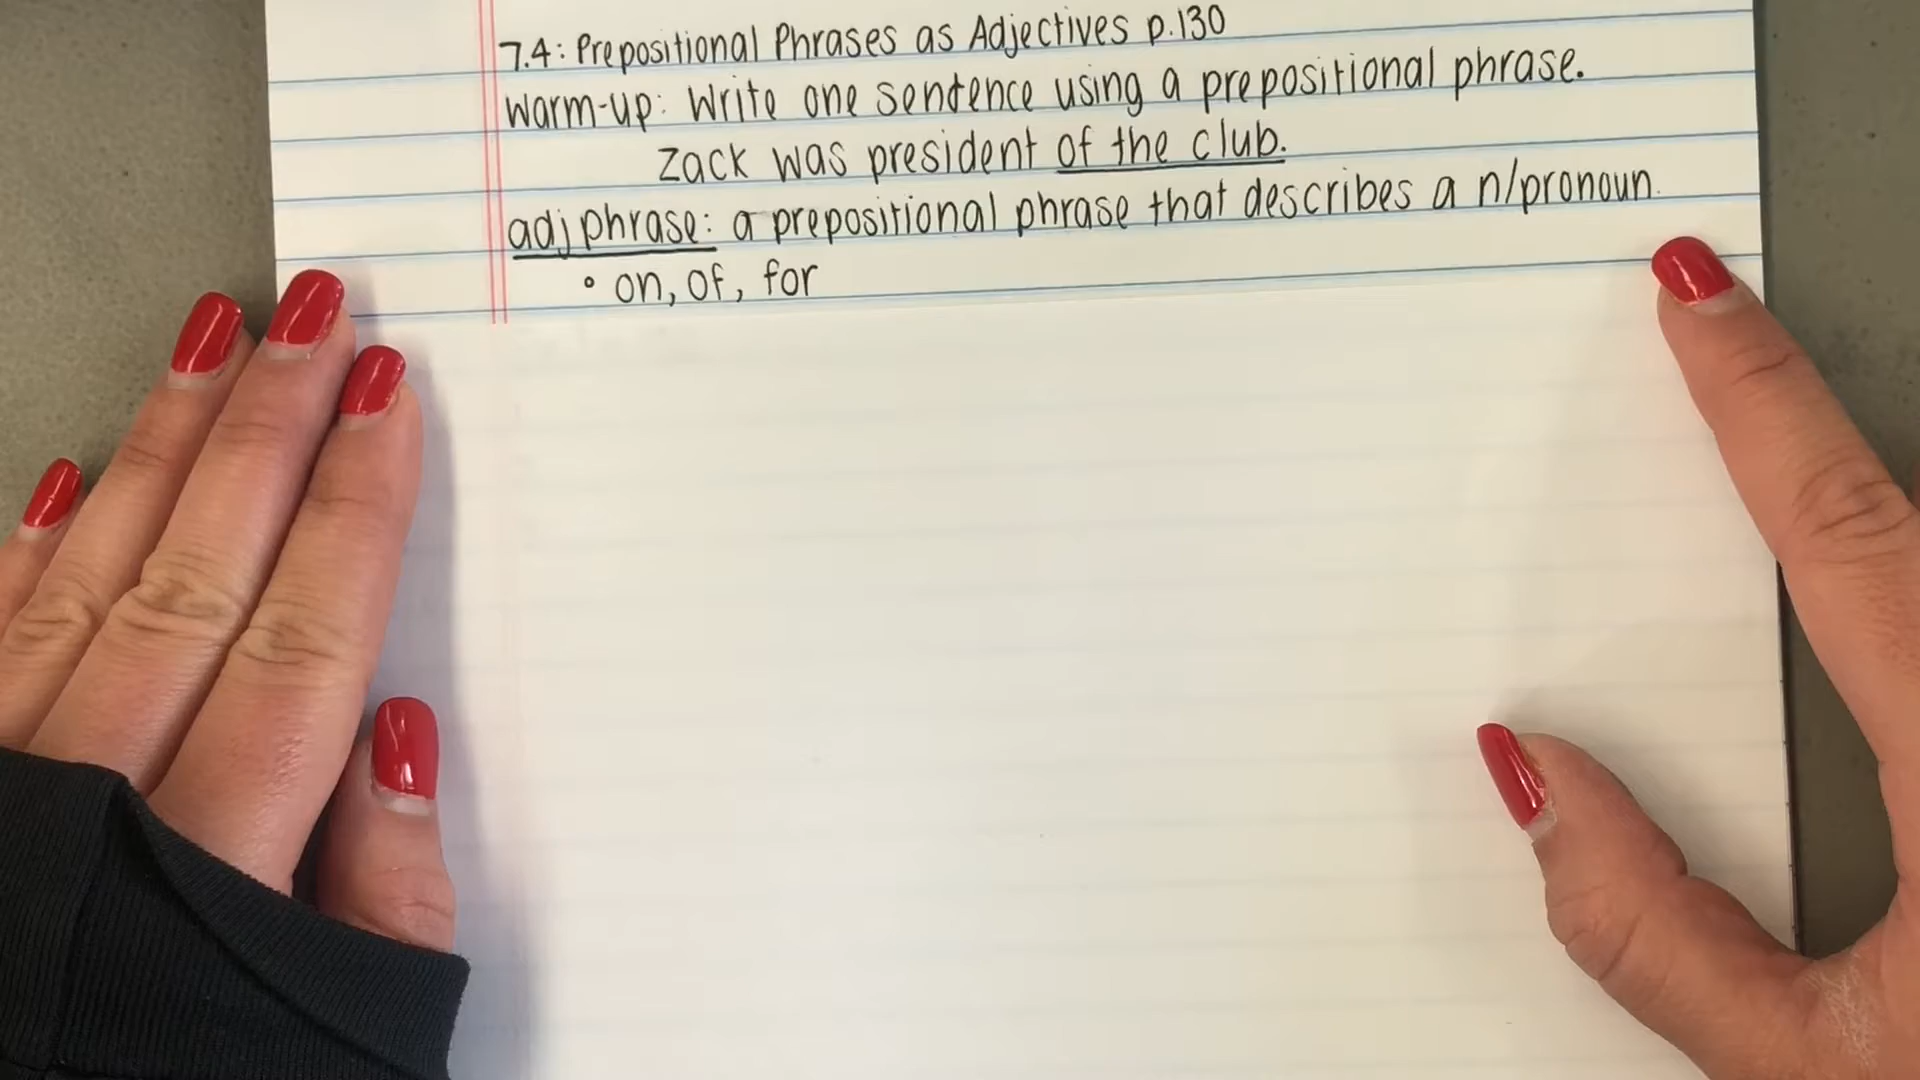 7.4: Prepositional Phrases as Adjectives p.130
Warm-up: Write one sentence using a prepositional phrase.
Zack was president of the club.
adj phrase: a prepositional phrase that describes a n/pronoun.
• on, of, for